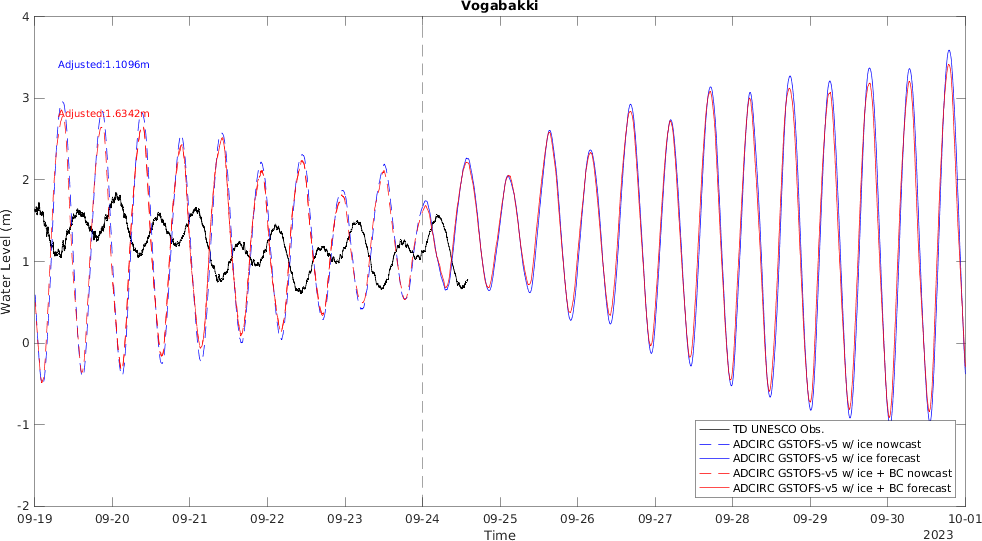 Vogabakki
Adjusted:1.1096m
Adjusted:1.6342m
Water Level (m)
4
3
2
1
0
-1
-2
09-19 09-20 09-21 09-22 09-23 09-24 09-25 09-26 09-27 09-28 09-29 09-30 10-01
Time
2023
TD UNESCO Obs.
ADCIRC GSTOFS-v5 w/ ice nowcast
ADCIRC GSTOFS-v5 w/ ice forecast
ADCIRC GSTOFS-v5 w/ ice + BC nowcast
ADCIRC GSTOFS-v5 w/ ice + BC forecast